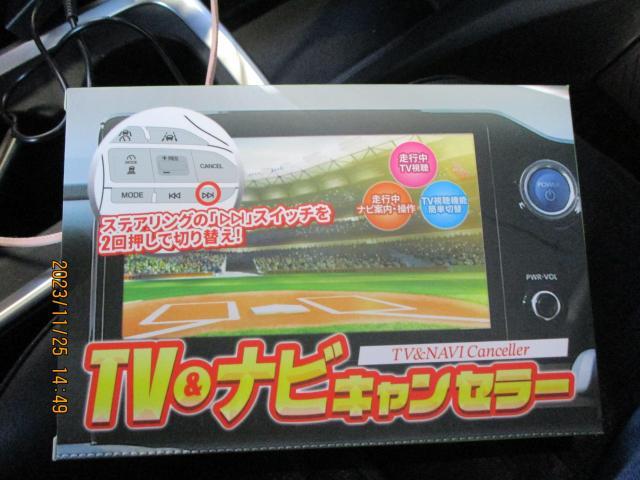 MODE
+ RES
CANCEL
MODE
ステアリングの「▷▷|」スイッチを
2回押して切り替え!
走行中
TV視聴
走行中
ナビ案内・操作
TV視聴機能
簡単切替
POWER
PWR·VOL
TV&NAVI Canceller
TV&ナビキャンセラー
2023/11/25 14:49